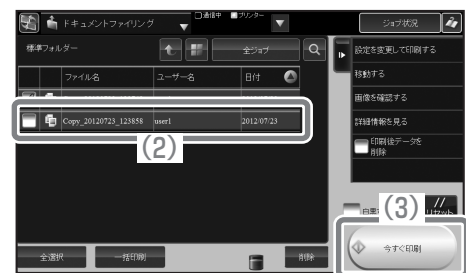 ドキュメントファイリング
通信中
プリンター
ジョブ状況
標準フォルダー
全ジョブ
設定を変更して印刷する
ファイル名
ユーザー名
日付
移動する
画像を確認する
Copy_20120723_123858
user1
2012/07/23
詳細情報を見る
(2)
印刷後データを
削除
(3)
今すぐ印刷
全選択
一括印刷
削除